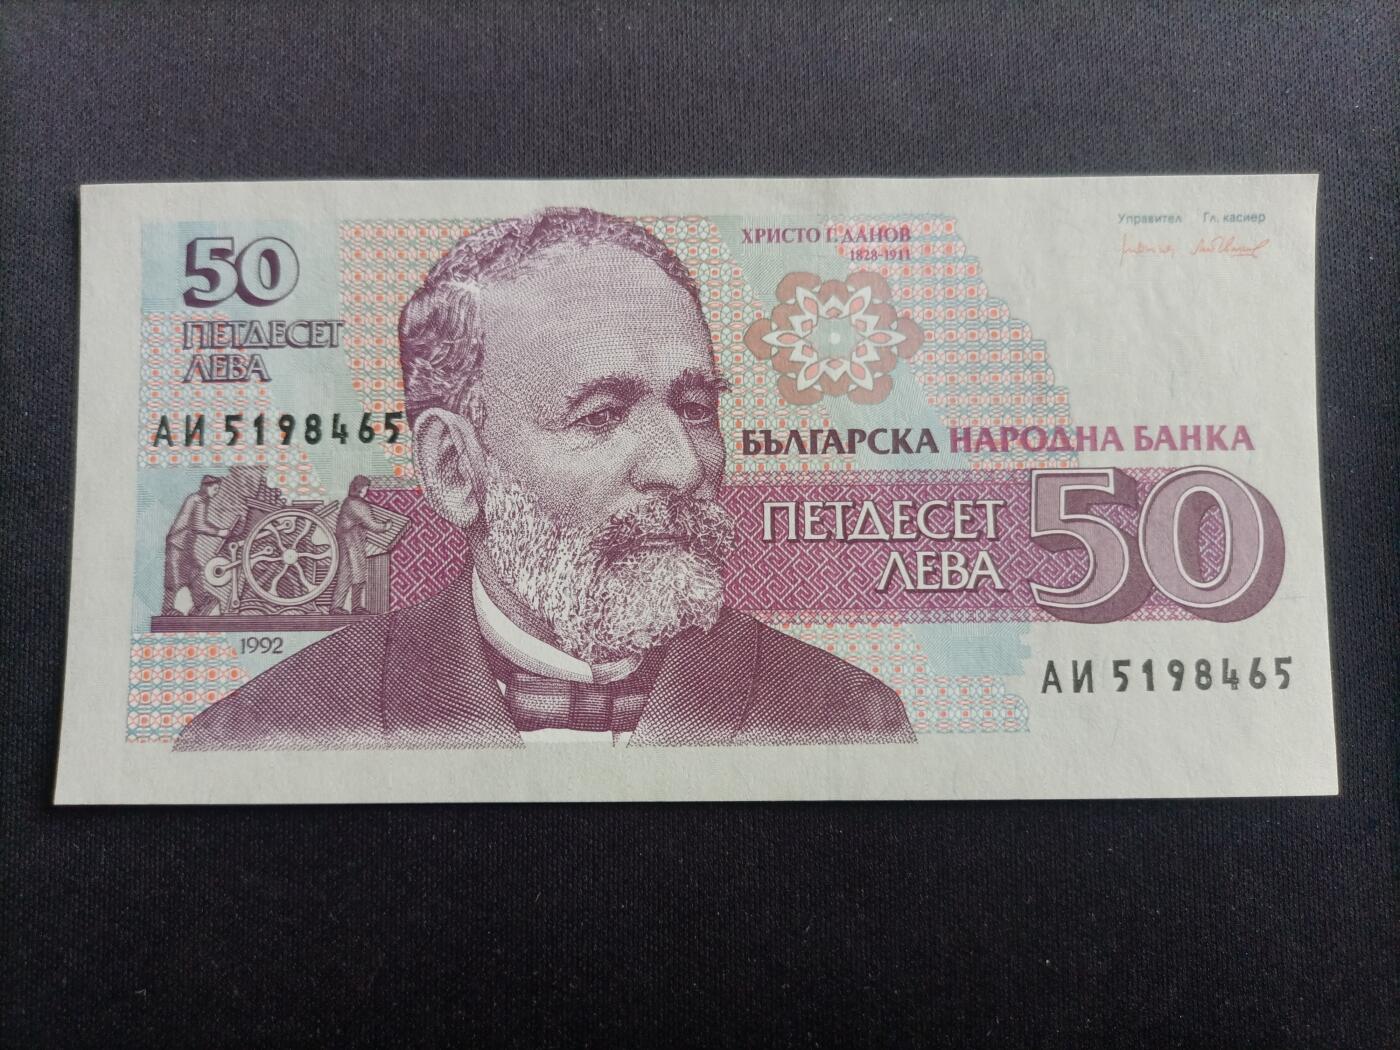 50
ПЕТДЕСЕТ
ЛЕВА
АИ 5198465
1992
ХРИСТО Г. ДАНОВ
1828-1911
Управител Гл. касиер
БЪЛГАРСКА НАРОДНА БАНКА
ПЕТДЕСЕТ
ЛЕВА
50
АИ 5198465